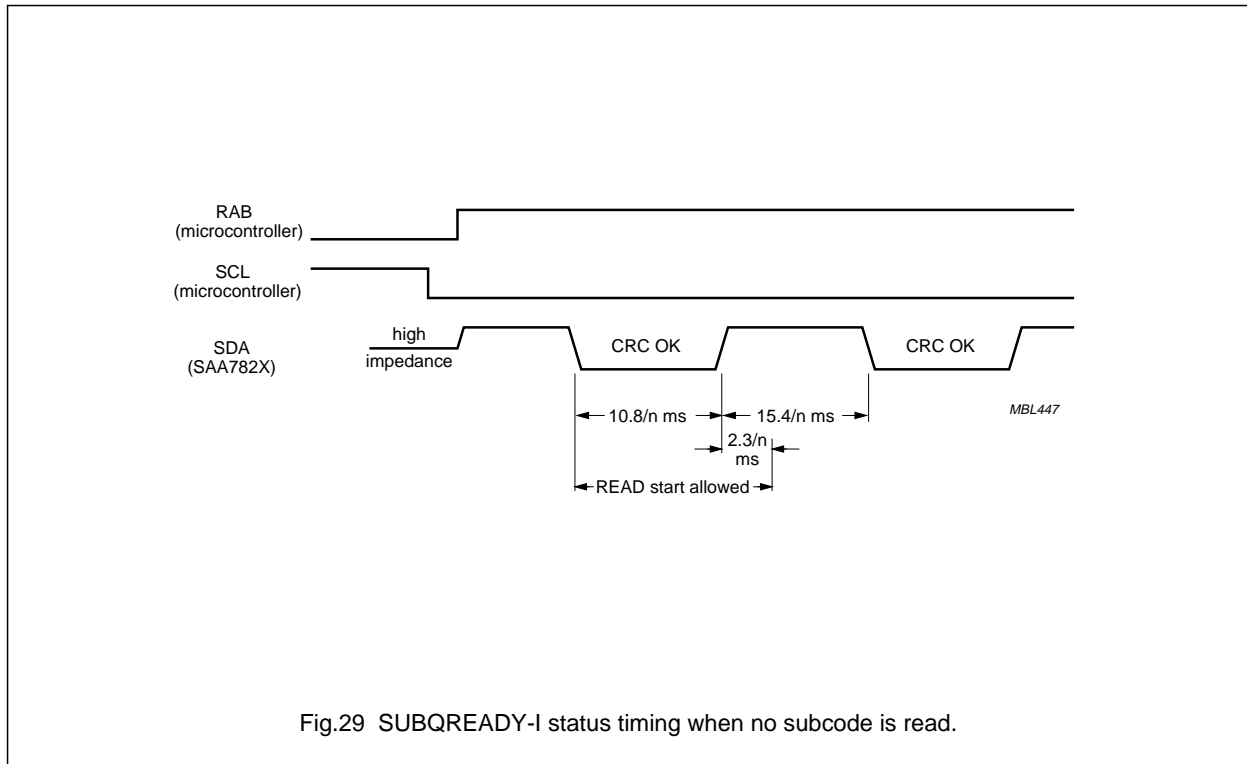 RAB
(microcontroller)
SCL
(microcontroller)
SDA
(SAA782X)
high
impedance
CRC OK
CRC OK
10.8/n ms
15.4/n ms
2.3/n
ms
READ start allowed
MBL447
Fig.29 SUBQREADY-I status timing when no subcode is read.